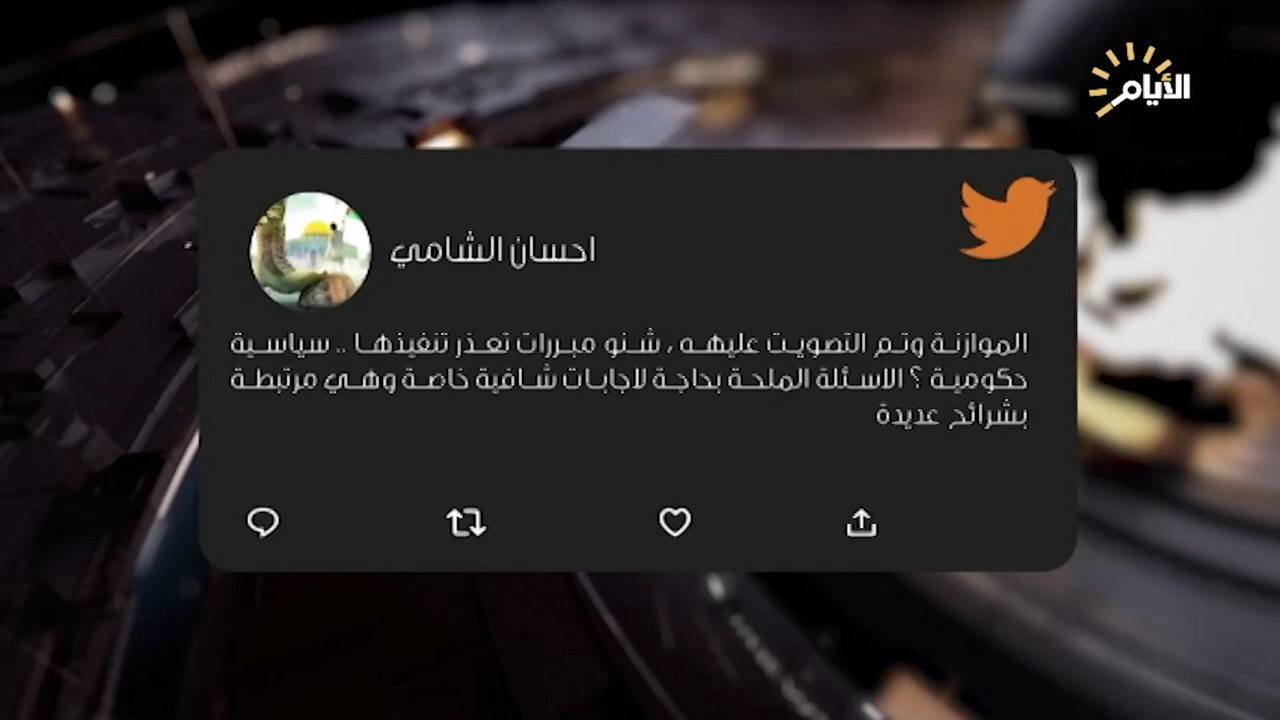 الأيام
احسان الشامي
الموازنة وتم التصويت عليهه ، شنو مبررات تعذر تنفيذها .. سياسية
حكومية ؟ الاسئلة الملحة بحاجة لاجابات شافية خاصة وهي مرتبطة
بشرائح عديدة